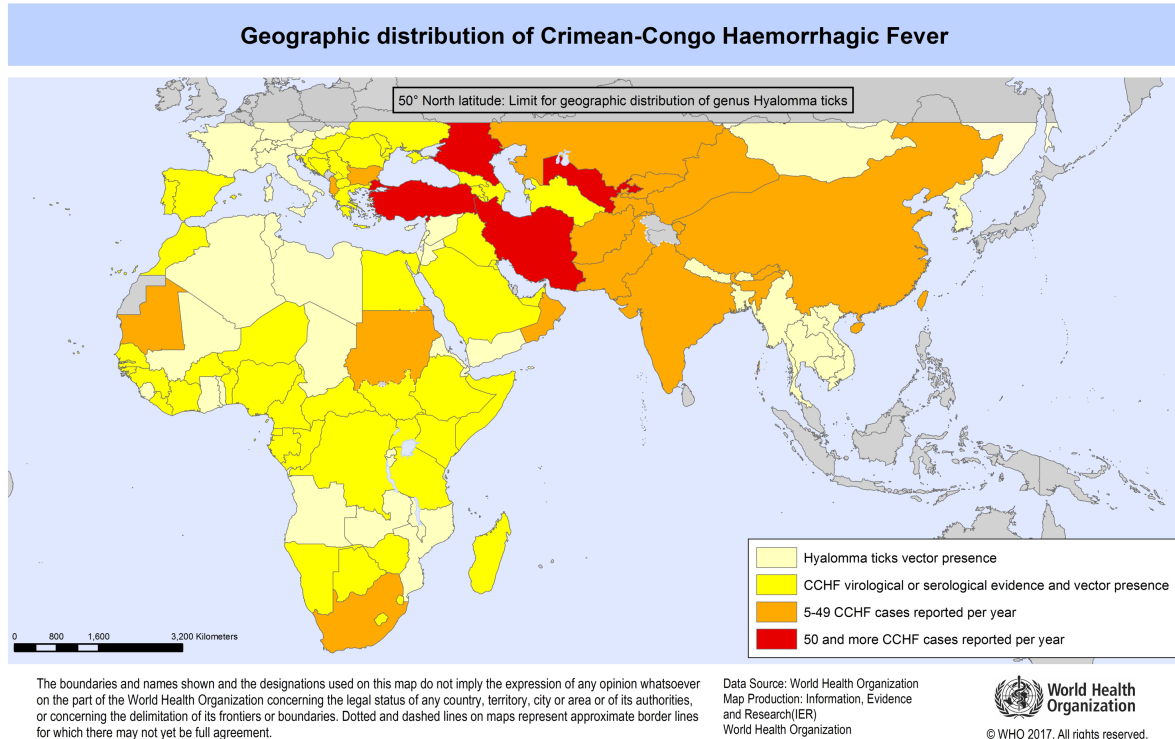 Geographic distribution of Crimean-Congo Haemorrhagic Fever
50° North latitude: Limit for geographic distribution of genus Hyalomma ticks
Hyalomma ticks vector presence
CCHF virological or serological evidence and vector presence
5-49 CCHF cases reported per year
50 and more CCHF cases reported per year
0 800 1,600 3,200 Kilometers
The boundaries and names shown and the designations used on this map do not imply the expression of any opinion whatsoever
on the part of the World Health Organization concerning the legal status of any country, territory, city or area or of its authorities,
or concerning the delimitation of its frontiers or boundaries. Dotted and dashed lines on maps represent approximate border lines
for which there may not yet be full agreement.
Data Source: World Health Organization
Map Production: Information, Evidence
and Research(IER)
World Health Organization
World Health
Organization
© WHO 2017. All rights reserved.